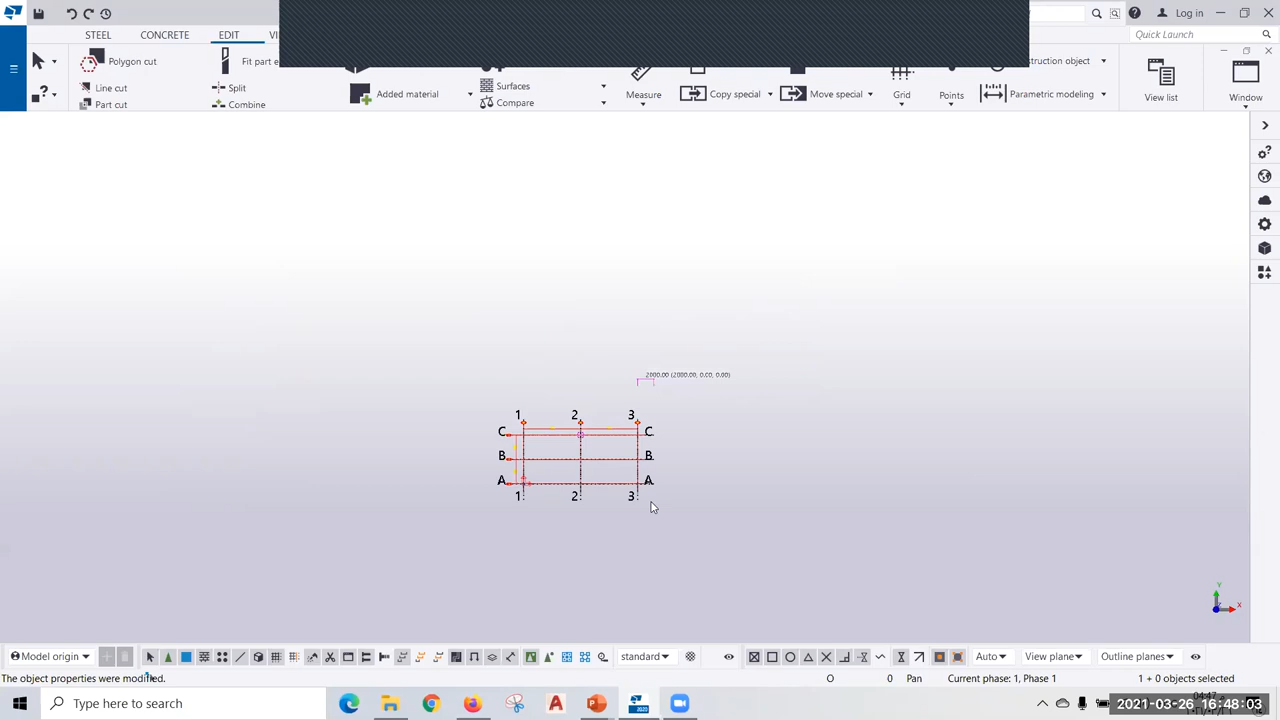 Log in
STEEL
CONCRETE
EDIT
Quick Launch
Polygon cut
Line cut
Part cut
Split
Combine
Added material
Surfaces
Compare
Measure
Copy special
Move special
Grid
Points
Parametric modeling
View list
Window
2000.00 (2000.00, 0.00, 0.00)
1 2 3
C C
B B
A A
1 2 3
Y
X
Model origin
standard
Auto
View plane
Outline planes
The object properties were modified.
O 0 Pan
Current phase: 1, Phase 1
1 + 0 objects selected
Type here to search
2021-03-26 16:48:03